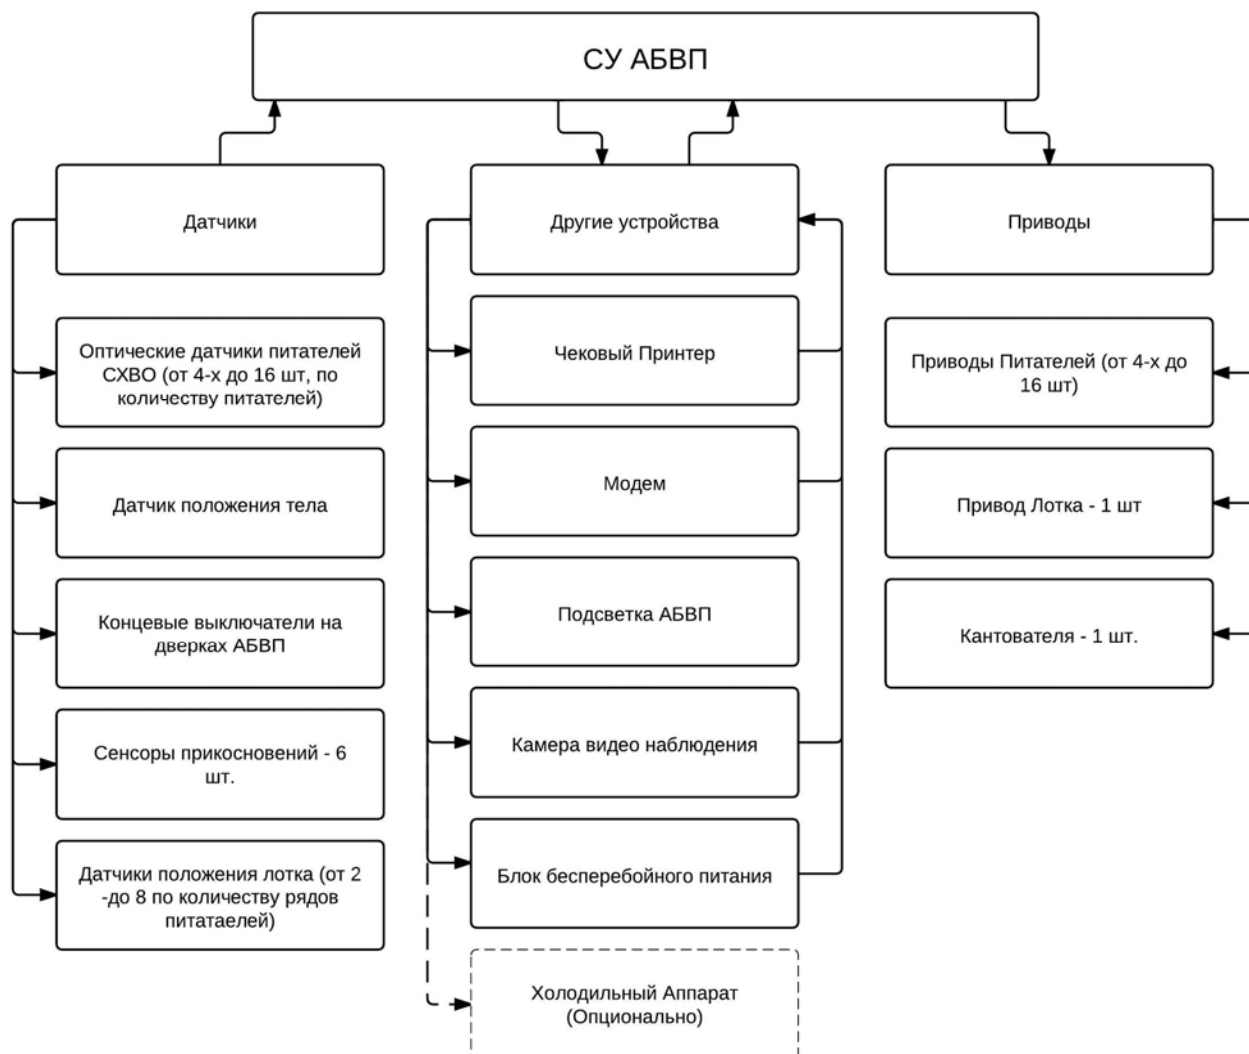 СУ АБВП
Датчики
Оптические датчики питателей
СХВО (от 4-х до 16 шт, по
количеству питателей)
Датчик положения тела
Концевые выключатели на
дверках АБВП
Сенсоры прикосновений - 6
шт.
Датчики положения лотка (от 2
-до 8 по количеству рядов
питатаелей)
Другие устройства
Чековый Принтер
Модем
Подсветка АБВП
Камера видео наблюдения
Блок бесперебойного питания
Холодильный Аппарат
(Опционально)
Приводы
Приводы Питателей (от 4-х до
16 шт)
Привод Лотка - 1 шт
Кантователя - 1 шт.